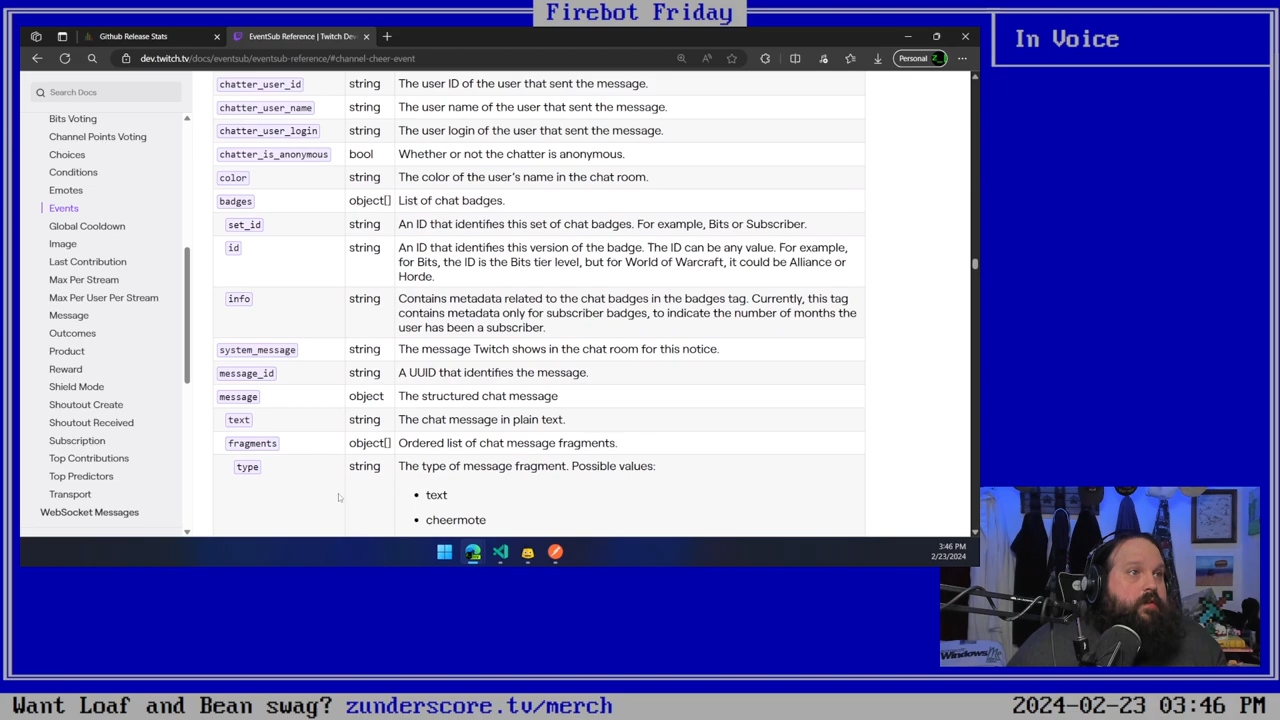 Firebot Friday
Github Release Stats
EventSub Reference | Twitch Dev
dev.twitch.tv/docs/eventsub/eventsub-reference/#channel-cheer-event
Personal
In Voice
Search Docs
Bits Voting
Channel Points Voting
Choices
Conditions
Emotes
Events
Global Cooldown
Image
Last Contribution
Max Per Stream
Max Per User Per Stream
Message
Outcomes
Product
Reward
Shield Mode
Shoutout Create
Shoutout Received
Subscription
Top Contributions
Top Predictors
Transport
WebSocket Messages
chatter_user_id string The user ID of the user that sent the message.
chatter_user_name string The user name of the user that sent the message.
chatter_user_login string The user login of the user that sent the message.
chatter_is_anonymous bool Whether or not the chatter is anonymous.
color string The color of the user's name in the chat room.
badges object[] List of chat badges.
set_id string An ID that identifies this set of chat badges. For example, Bits or Subscriber.
id string An ID that identifies this version of the badge. The ID can be any value. For example,
for Bits, the ID is the Bits tier level, but for World of Warcraft, it could be Alliance or
Horde.
info string Contains metadata related to the chat badges in the badges tag. Currently, this tag
contains metadata only for subscriber badges, to indicate the number of months the
user has been a subscriber.
system_message string The message Twitch shows in the chat room for this notice.
message_id string A UUID that identifies the message.
message object The structured chat message
text string The chat message in plain text.
fragments object[] Ordered list of chat message fragments.
type string The type of message fragment. Possible values:
• text
• cheermote
3:46 PM
2/23/2024
Windows Me
Want Loaf and Bean swag? zunderscore.tv/merch
2024-02-23 03:46 PM